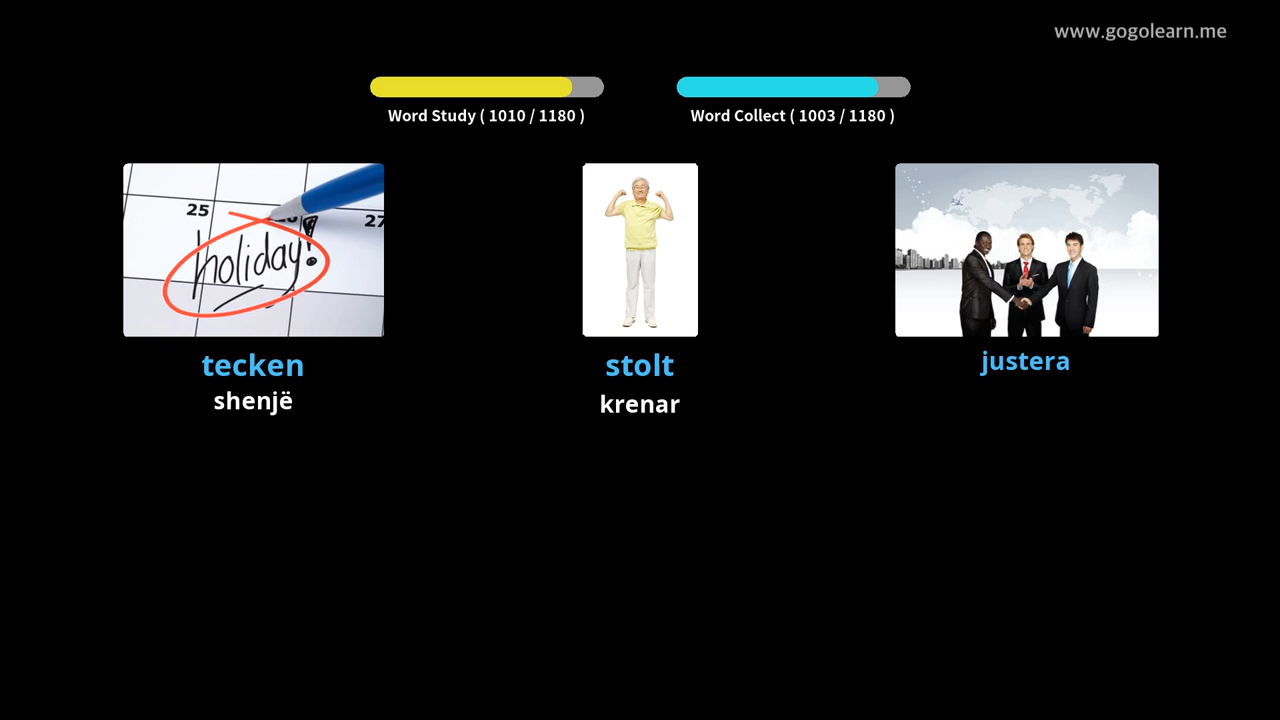 www.gogolearn.me
Word Study ( 1010 / 1180 )
Word Collect ( 1003 / 1180 )
25
27
holiday!
tecken
stolt
justera
shenjë
krenar